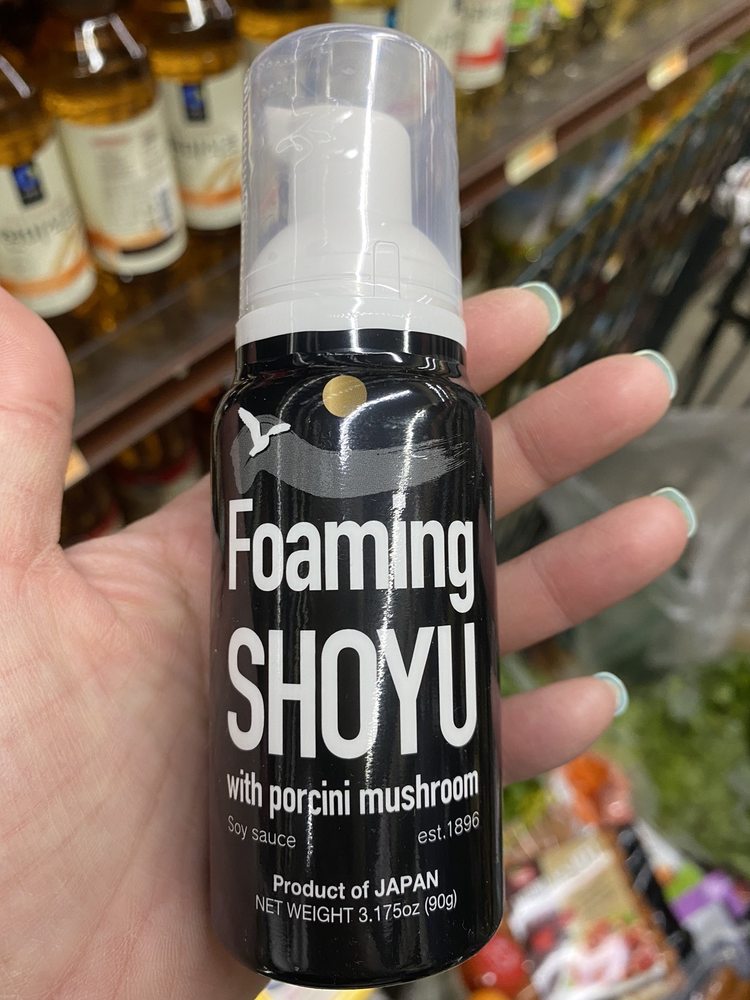 Foaming
SHOYU
with porcini mushroom
Soy sauce
est.1896
Product of JAPAN
NET WEIGHT 3.175oz (90g)